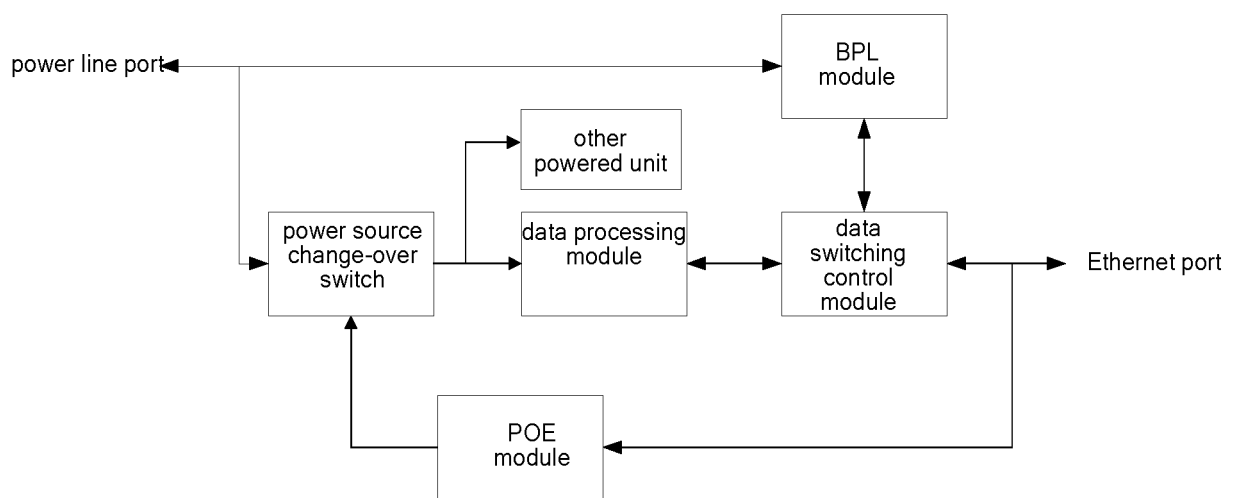 power line port
BPL
module
other
powered unit
power source
change-over
switch
data processing
module
data
switching
control
module
Ethernet port
POE
module